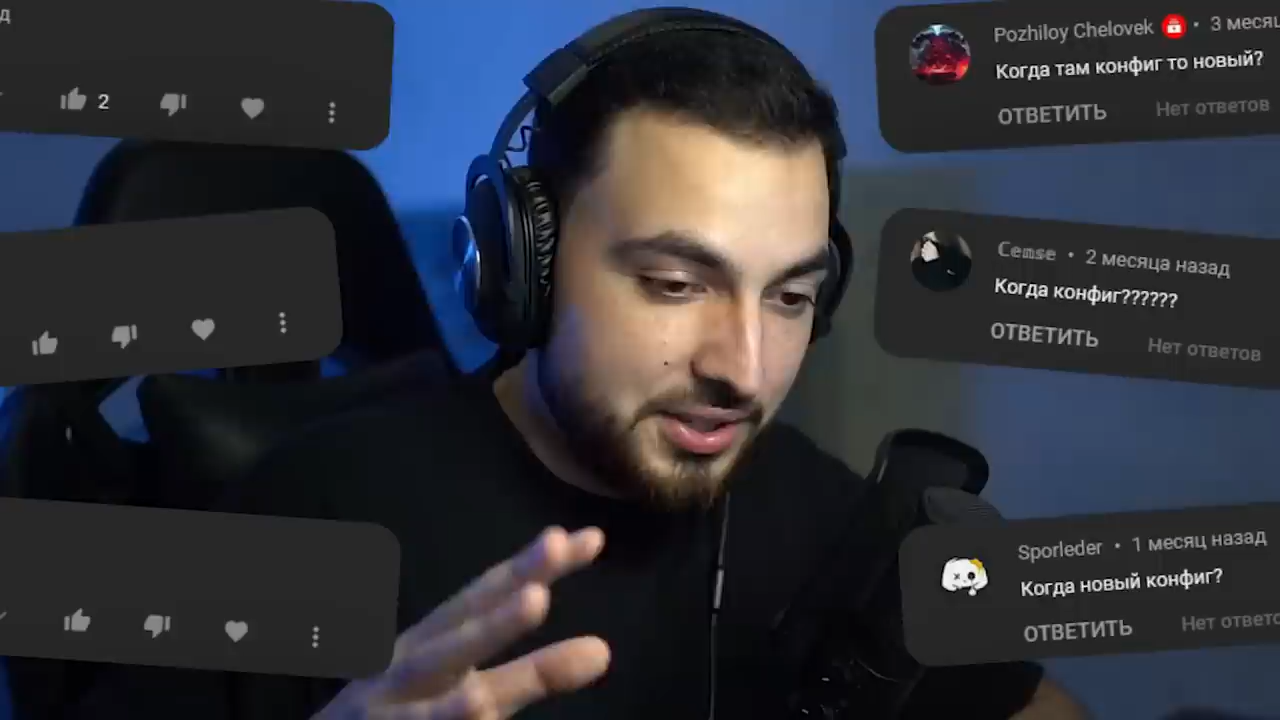 д
2
Pozhiloy Chelovek • 3 месяц
Когда там конфиг то новый?
ОТВЕТИТЬ Нет ответов
Cemse • 2 месяца назад
Когда конфиг??????
ОТВЕТИТЬ Нет ответов
Sporleder • 1 месяц назад
Когда новый конфиг?
ОТВЕТИТЬ Нет ответо